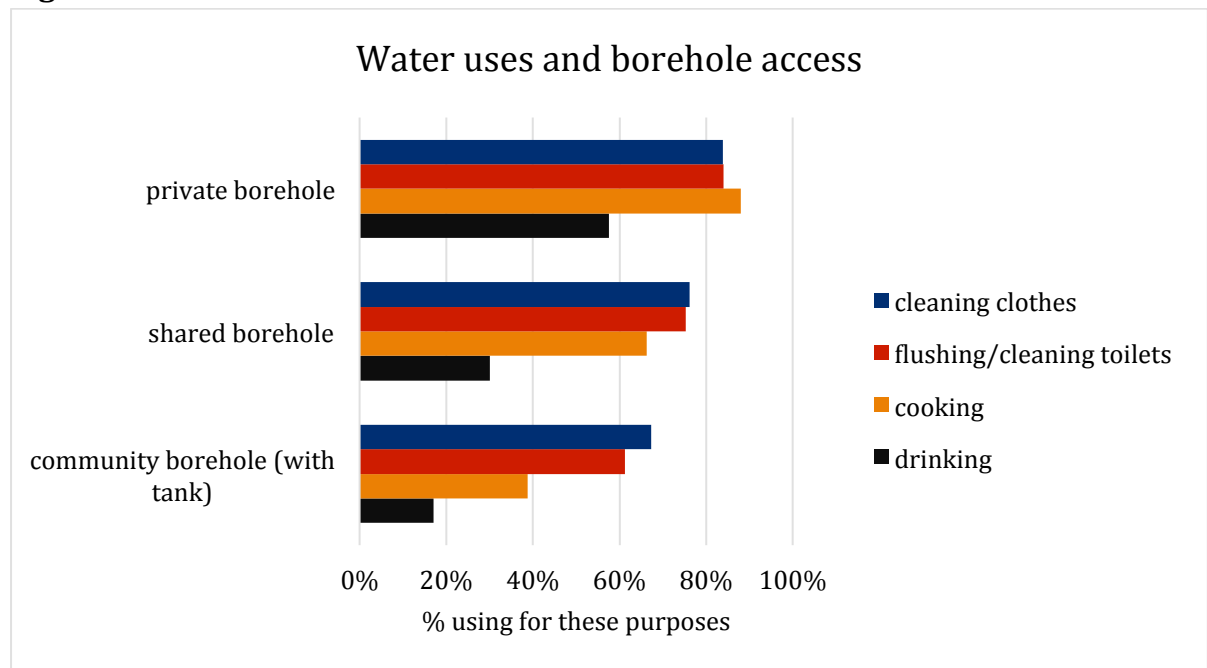 Water uses and borehole access
private borehole
shared borehole
community borehole (with
tank)
cleaning clothes
flushing/cleaning toilets
cooking
drinking
0% 20% 40% 60% 80% 100%
% using for these purposes